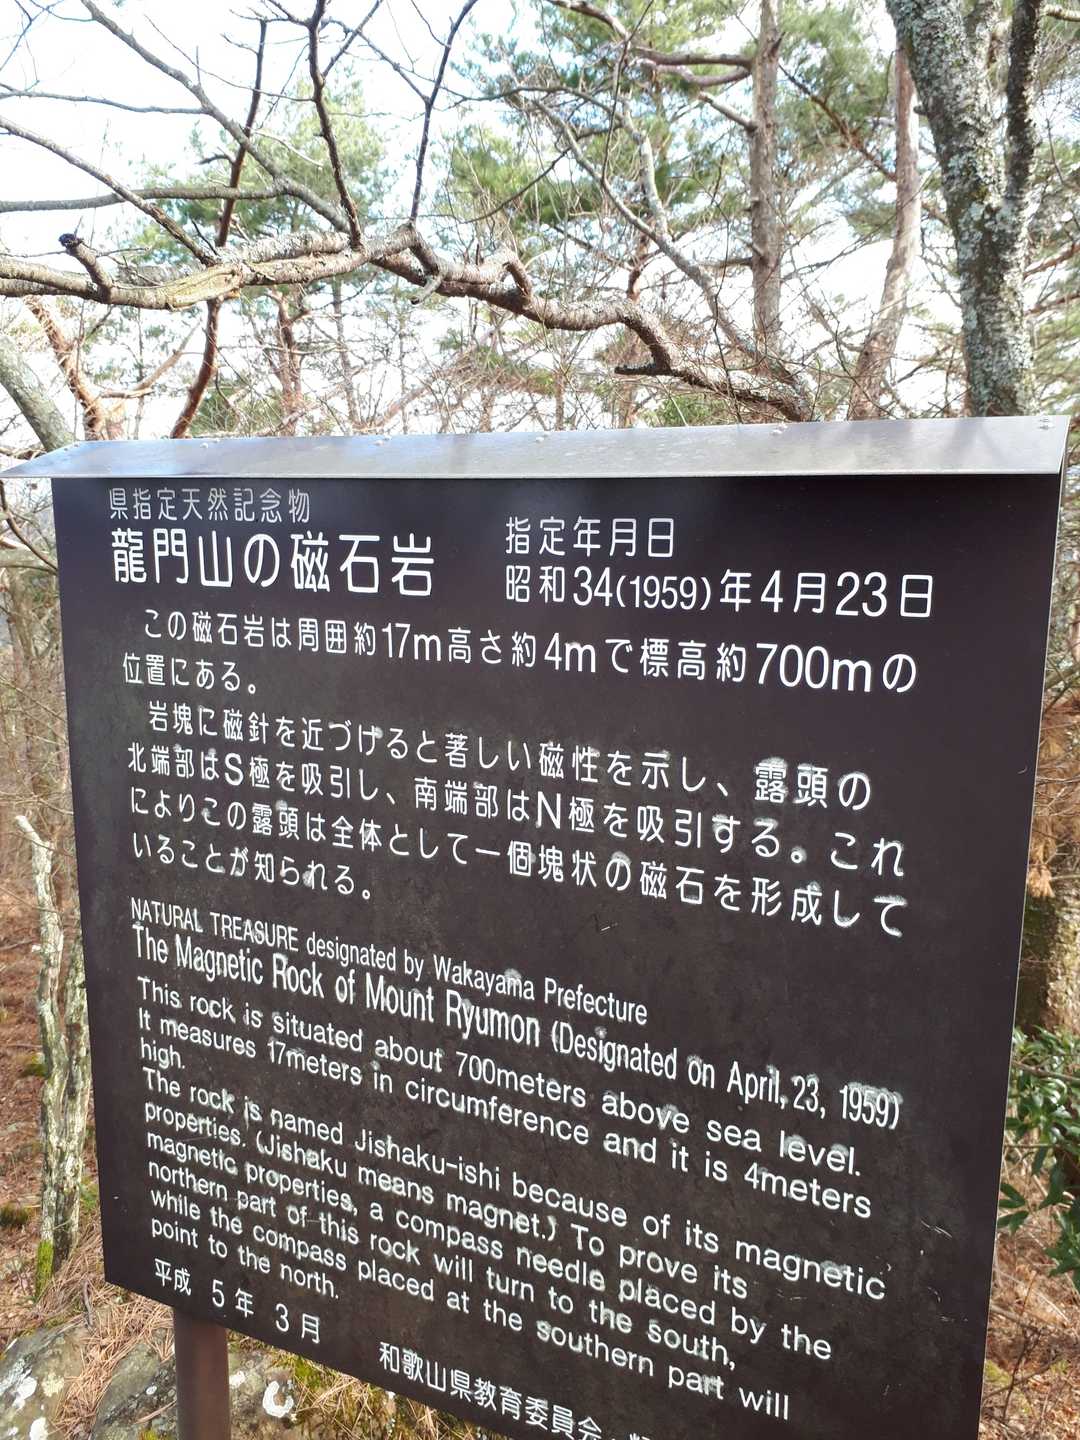 県指定天然記念物
龍門山の磁石岩
指定年月日
昭和34(1959)年4月23日
この磁石岩は周囲約17m高さ約4mで標高約700mの
位置にある。
岩塊に磁針を近づけると著しい磁性を示し、露頭の
北端部はS極を吸引し、南端部はN極を吸引する。これ
によりこの露頭は全体として一個塊状の磁石を形成して
いることが知られる。
NATURAL TREASURE designated by Wakayama Prefecture
The Magnetic Rock of Mount Ryumon (Designated on April, 23, 1959)
This rock is situated about 700meters above sea level.
It measures 17meters in circumference and it is 4meters
high.
The rock is named Jishaku-ishi because of its magnetic
properties. (Jishaku means magnet.) To prove its
magnetic properties, a compass needle placed by the
northern part of this rock will turn to the south,
while the compass placed at the southern part will
point to the north.
平成 5年 3月
和歌山県教育委員会